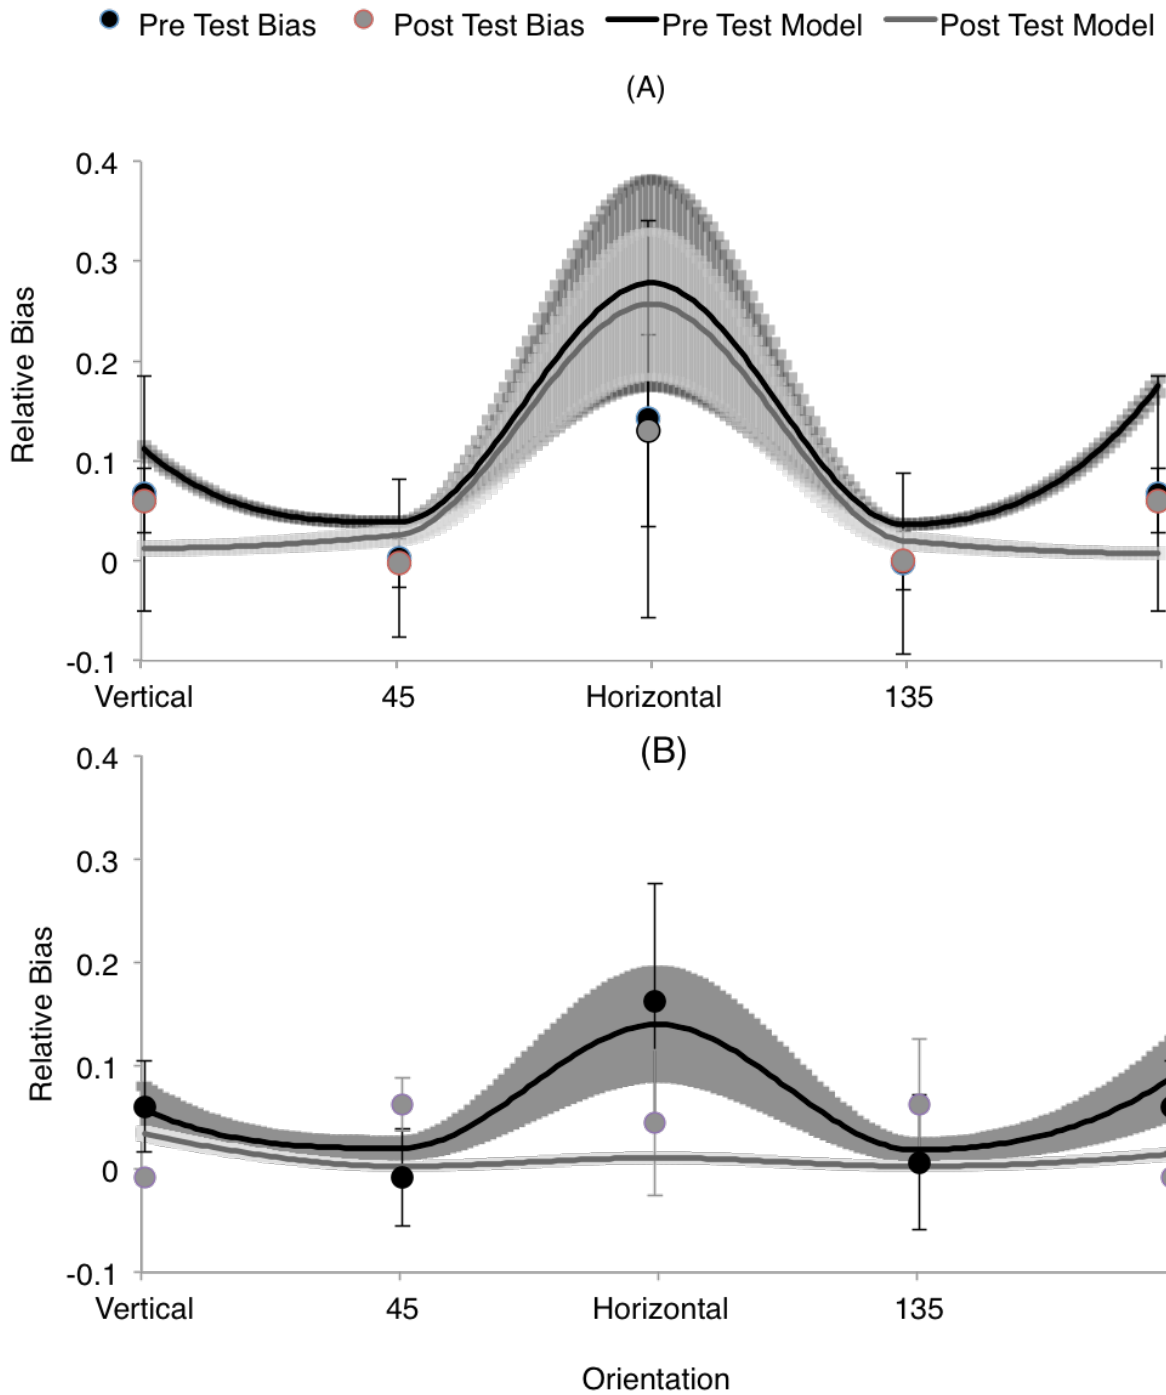 Pre Test Bias Post Test Bias Pre Test Model Post Test Model
(A)
0.4
0.3
0.2
0.1
0
-0.1
Relative Bias
Vertical 45 Horizontal 135
(B)
0.4
0.3
0.2
0.1
0
-0.1
Relative Bias
Vertical 45 Horizontal 135
Orientation